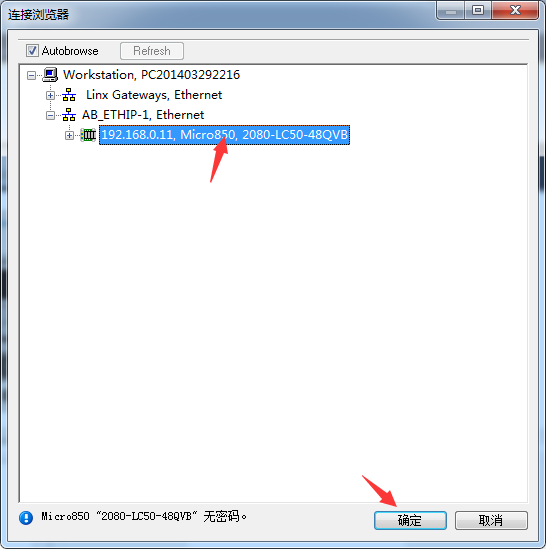 连接浏览器
Autobrowse
Refresh
Workstation, PC201403292216
Linx Gateways, Ethernet
AB_ETHIP-1, Ethernet
192.168.0.11, Micro850, 2080-LC50-48QVB
Micro850 “2080-LC50-48QVB” 无密码。
确定
取消